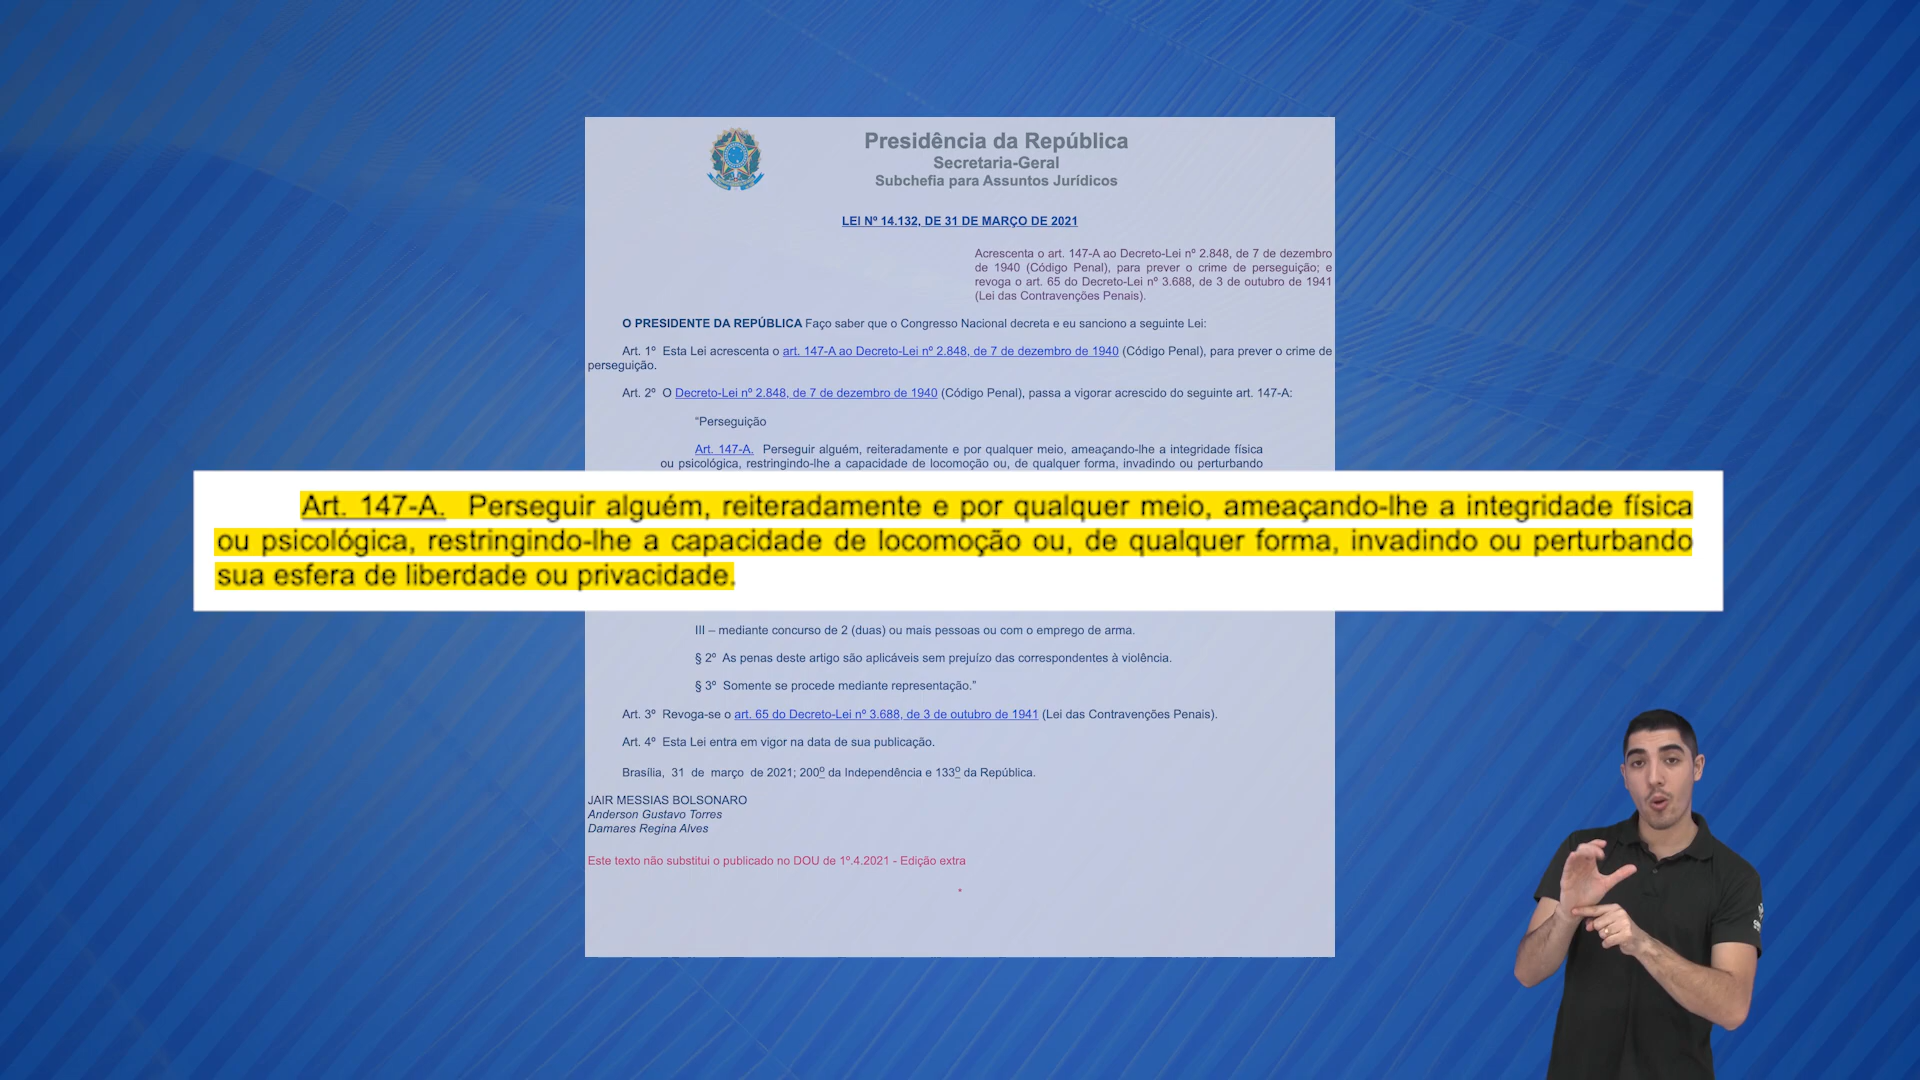 Presidência da República
Secretaria-Geral
Subchefia para Assuntos Jurídicos
LEI Nº 14.132, DE 31 DE MARÇO DE 2021
Acrescenta o art. 147-A ao Decreto-Lei nº 2.848, de 7 de dezembro
de 1940 (Código Penal), para prever o crime de perseguição; e
revoga o art. 65 do Decreto-Lei nº 3.688, de 3 de outubro de 1941
(Lei das Contravenções Penais).
O PRESIDENTE DA REPÚBLICA Faço saber que o Congresso Nacional decreta e eu sanciono a seguinte Lei:
Art. 1º Esta Lei acrescenta o art. 147-A ao Decreto-Lei nº 2.848, de 7 de dezembro de 1940 (Código Penal), para prever o crime de
perseguição.
Art. 2º O Decreto-Lei nº 2.848, de 7 de dezembro de 1940 (Código Penal), passa a vigorar acrescido do seguinte art. 147-A:
“Perseguição
Art. 147-A. Perseguir alguém, reiteradamente e por qualquer meio, ameaçando-lhe a integridade física
ou psicológica, restringindo-lhe a capacidade de locomoção ou, de qualquer forma, invadindo ou perturbando
Art. 147-A. Perseguir alguém, reiteradamente e por qualquer meio, ameaçando-lhe a integridade física
ou psicológica, restringindo-lhe a capacidade de locomoção ou, de qualquer forma, invadindo ou perturbando
sua esfera de liberdade ou privacidade.
III – mediante concurso de 2 (duas) ou mais pessoas ou com o emprego de arma.
§ 2º As penas deste artigo são aplicáveis sem prejuízo das correspondentes à violência.
§ 3º Somente se procede mediante representação.”
Art. 3º Revoga-se o art. 65 do Decreto-Lei nº 3.688, de 3 de outubro de 1941 (Lei das Contravenções Penais).
Art. 4º Esta Lei entra em vigor na data de sua publicação.
Brasília, 31 de março de 2021; 200º da Independência e 133º da República.
JAIR MESSIAS BOLSONARO
Anderson Gustavo Torres
Damares Regina Alves
Este texto não substitui o publicado no DOU de 1º.4.2021 - Edição extra